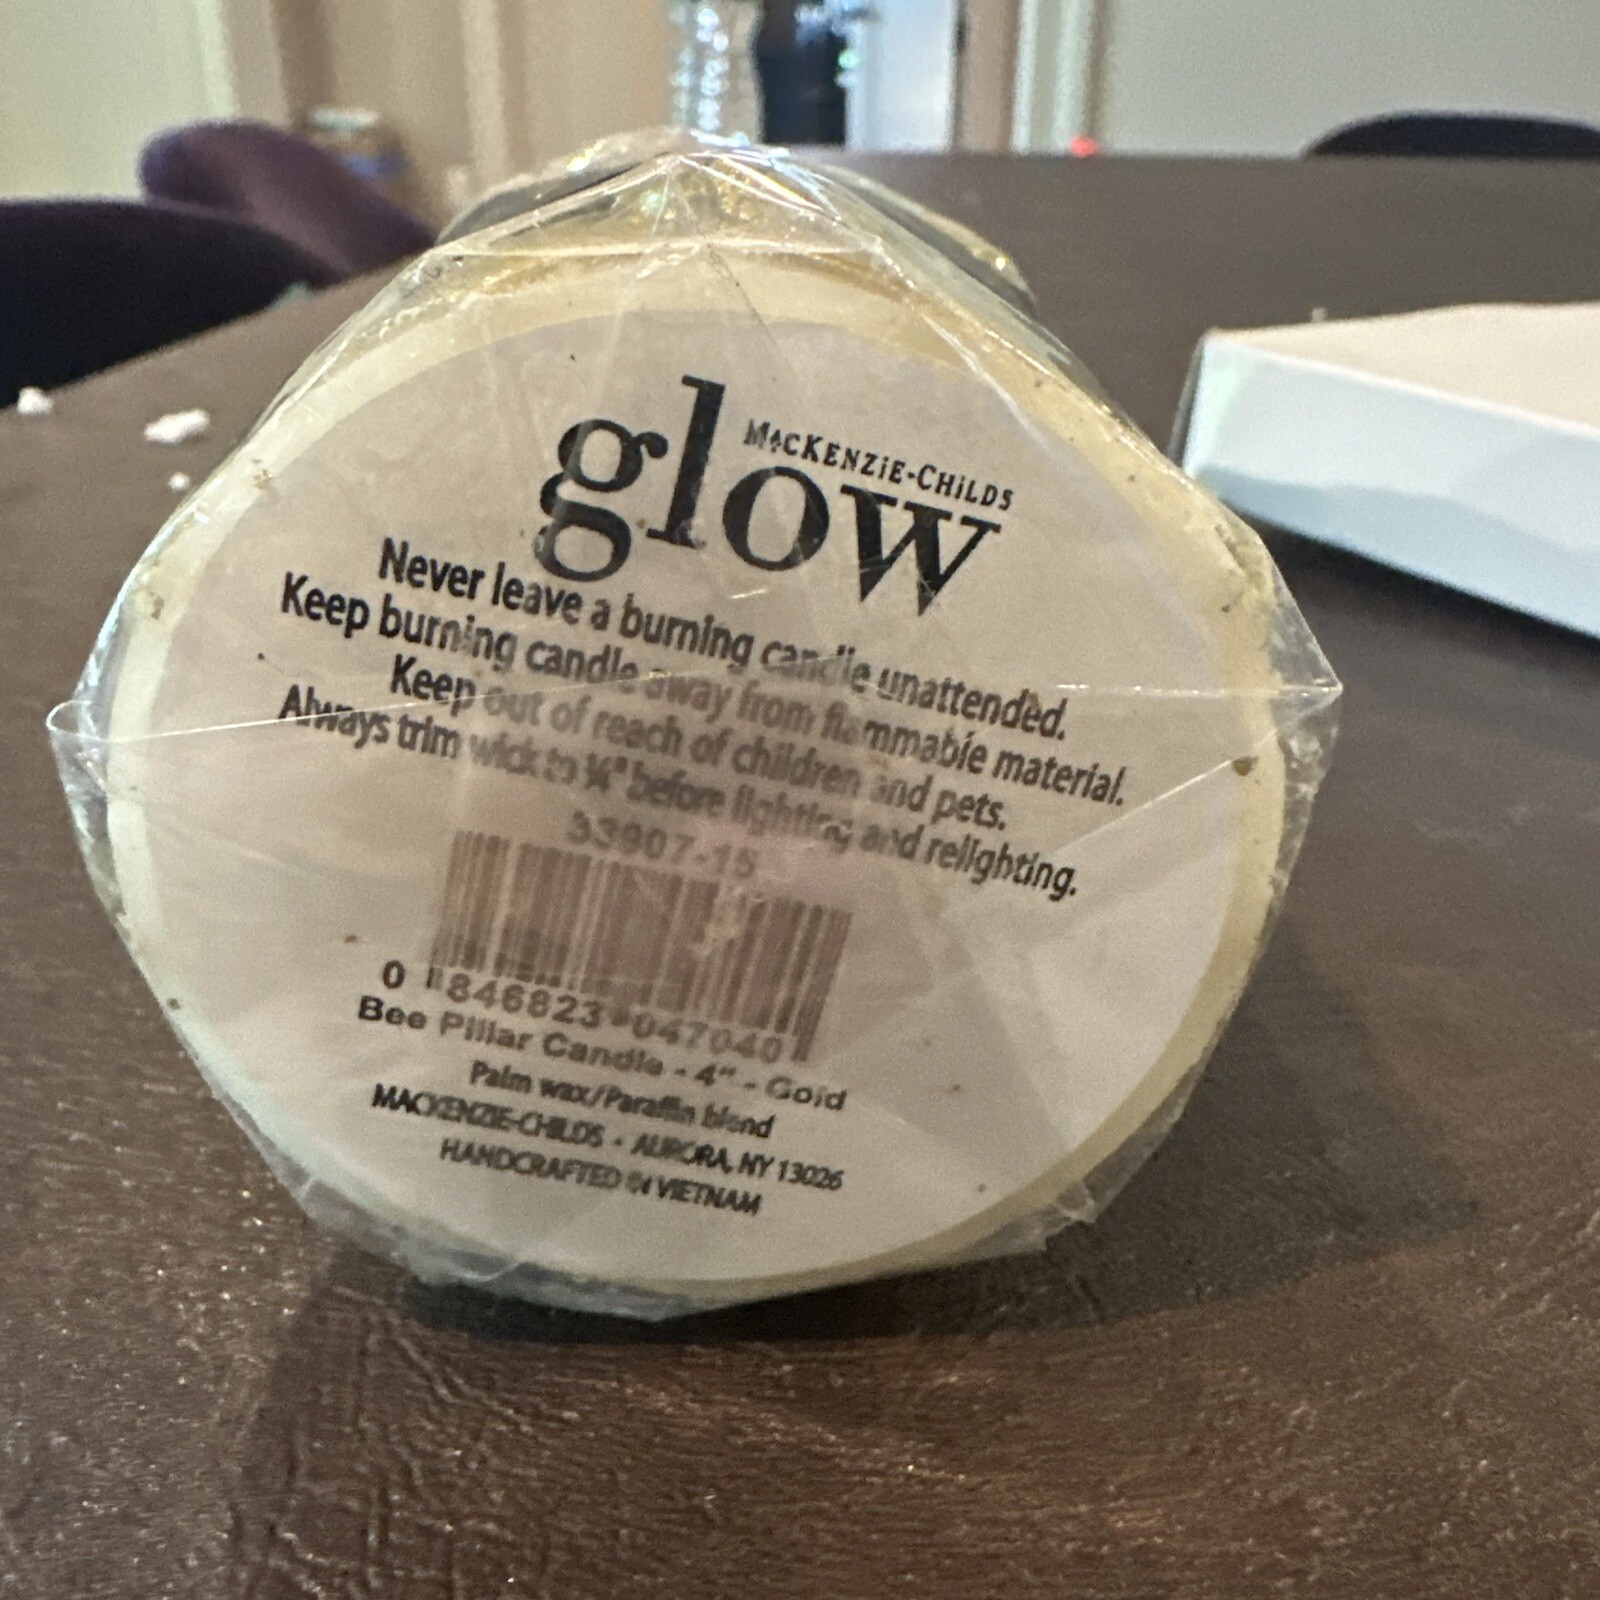 MACKENZiE-CHiLDS
glow
Never leave a burning candle unattended.
Keep burning candle away from flammable material.
Keep out of reach of children and pets.
Always trim wick to ¼" before lighting and relighting.
33907-15
0 846823 047040
Bee Pillar Candle - 4" - Gold
Palm wax/Paraffin blend
MACKENZIE-CHILDS - AURORA, NY 13026
HANDCRAFTED IN VIETNAM